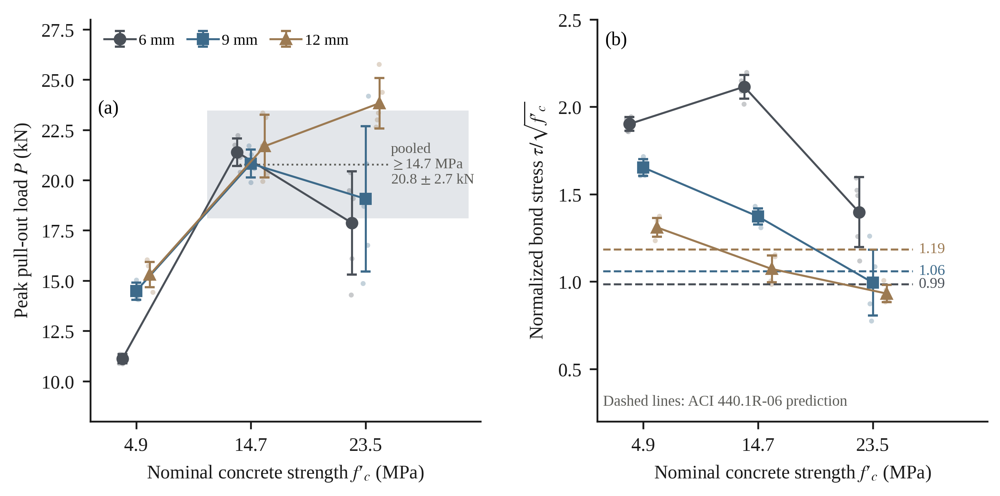 27.5
25.0
22.5
20.0
17.5
15.0
12.5
10.0
Peak pull-out load P (kN)
6 mm
9 mm
12 mm
(a)
pooled
≥ 14.7 MPa
20.8 ± 2.7 kN
4.9
14.7
23.5
Nominal concrete strength f′c (MPa)
2.5
2.0
1.5
1.0
0.5
Normalized bond stress τ/√f′c
(b)
1.19
1.06
0.99
Dashed lines: ACI 440.1R-06 prediction
4.9
14.7
23.5
Nominal concrete strength f′c (MPa)